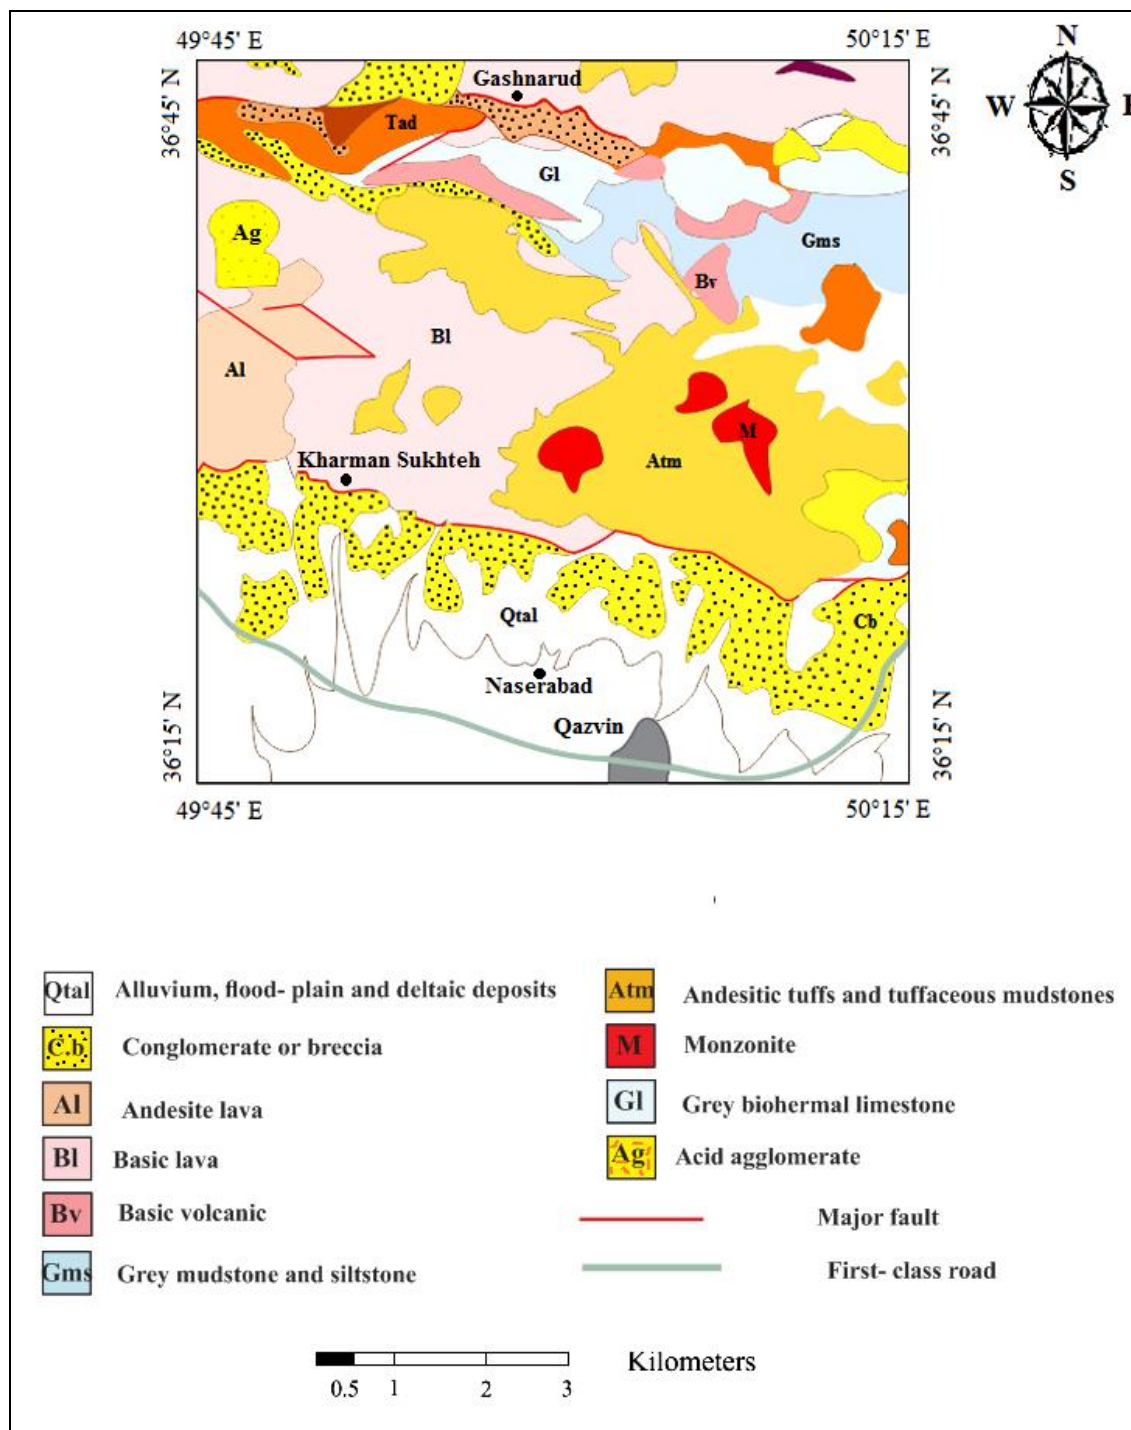 49°45' E
50°15' E
N
W
E
S
36°45' N
36°45' N
Gashnarud
Tad
Gl
Ag
Gms
Bv
Bl
Al
M
Kharman Sukhteh
Atm
Qtal
Cb
Naserabad
Qazvin
36°15' N
36°15' N
49°45' E
50°15' E
Qtal Alluvium, flood- plain and deltaic deposits
C.b Conglomerate or breccia
Al Andesite lava
Bl Basic lava
Bv Basic volcanic
Gms Grey mudstone and siltstone
Atm Andesitic tuffs and tuffaceous mudstones
M Monzonite
Gl Grey biohermal limestone
Ag Acid agglomerate
Major fault
First- class road
Kilometers
0.5 1 2 3